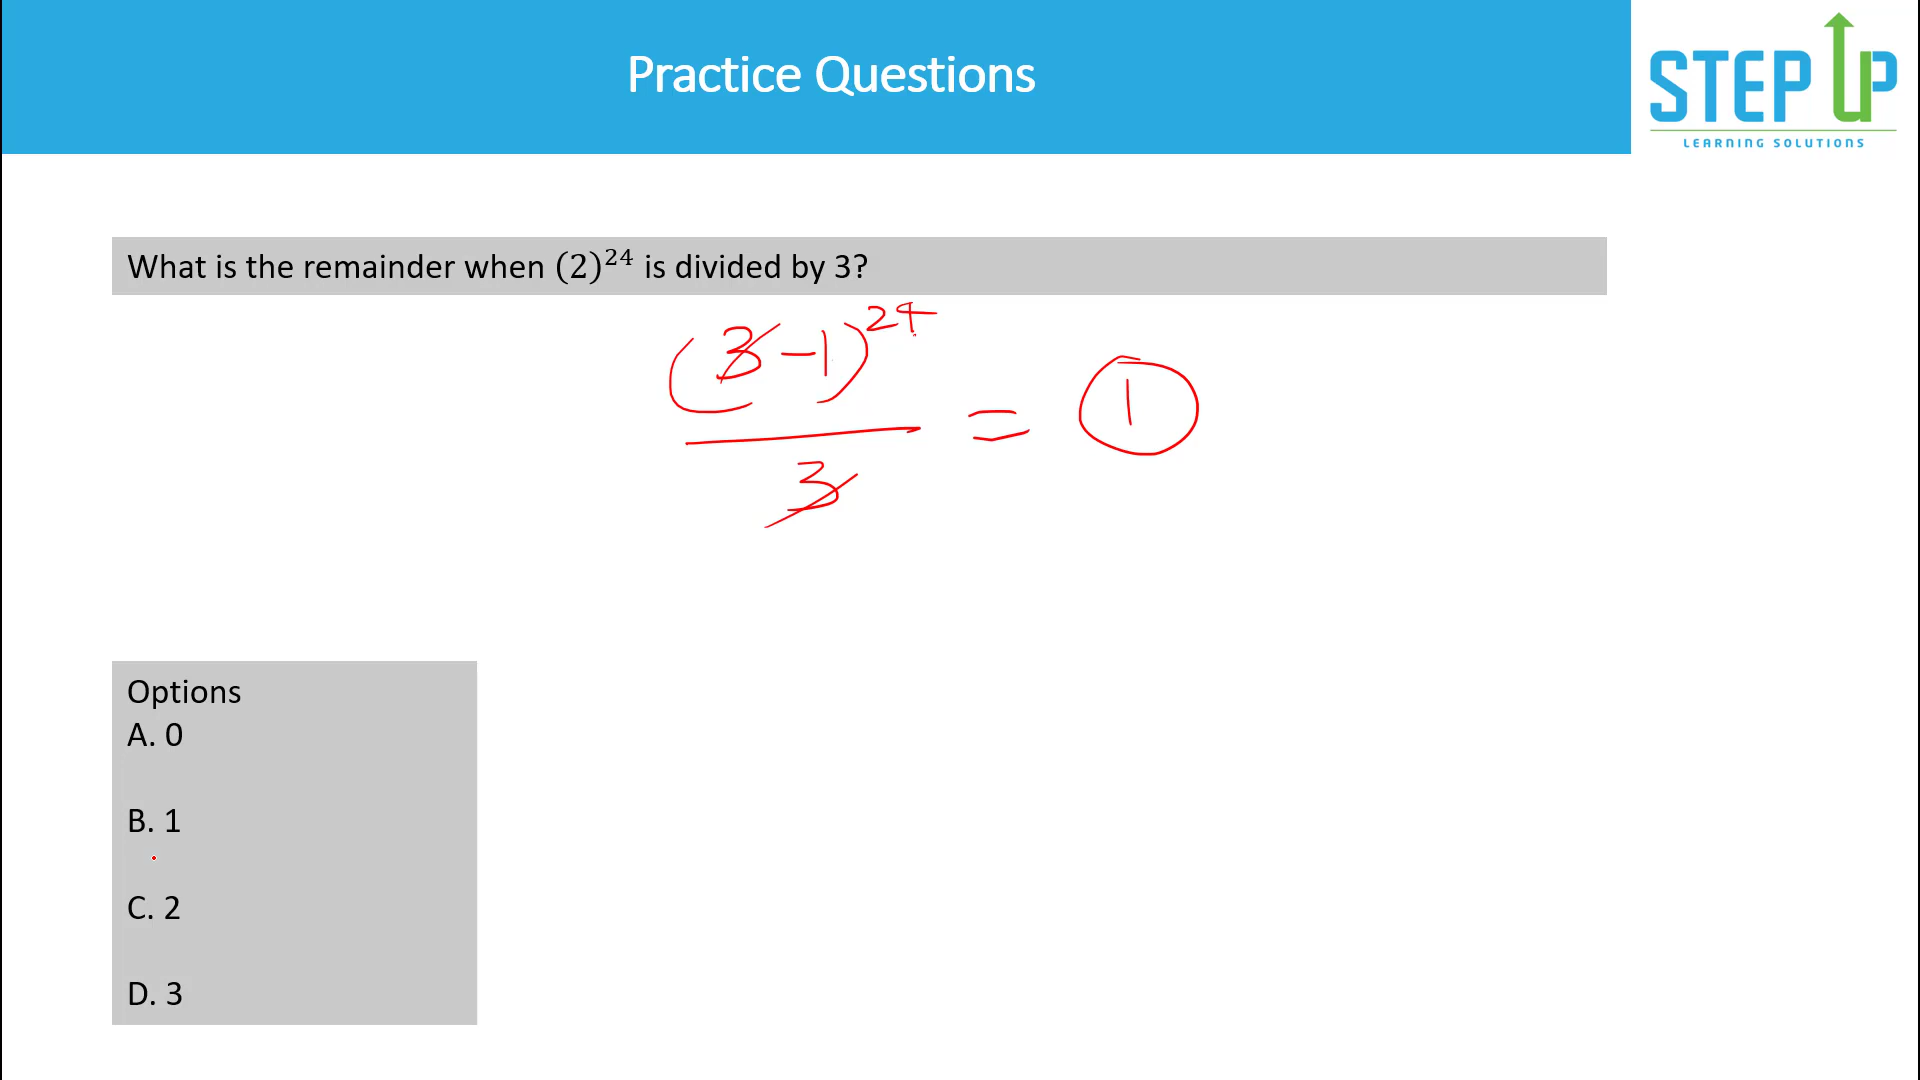 Practice Questions
STEP UP
LEARNING SOLUTIONS
What is the remainder when (2)²⁴ is divided by 3?
(3-1)²⁴
3
= 1
Options
A. 0
B. 1
C. 2
D. 3